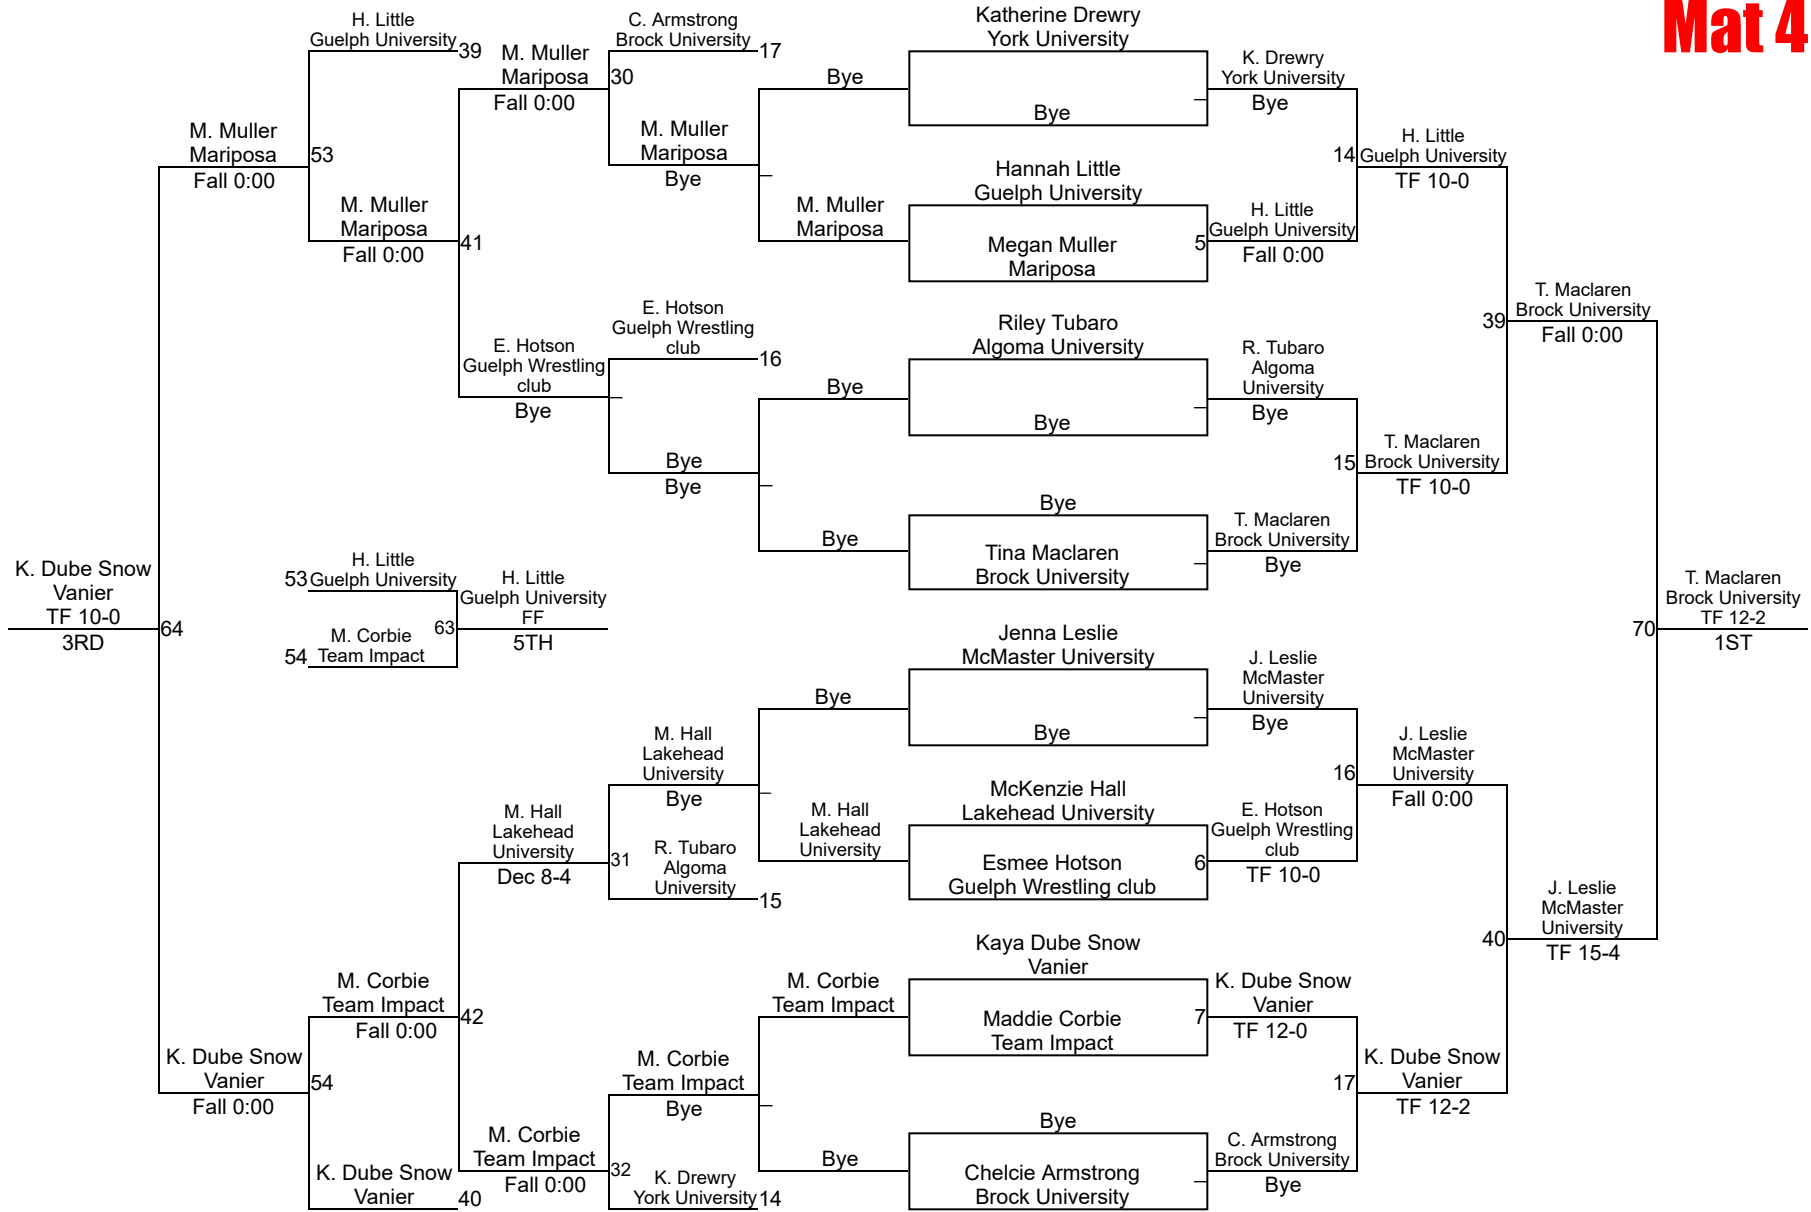 Mat 4
H. Little
Guelph University
39
M. Muller
Mariposa
Fall 0:00
C. Armstrong
Brock University
17
30
M. Muller
Mariposa
Bye
Bye
M. Muller
Mariposa
Katherine Drewry
York University
Bye
K. Drewry
York University
Bye
Hannah Little
Guelph University
Megan Muller
Mariposa
5
H. Little
Guelph University
Fall 0:00
14
H. Little
Guelph University
TF 10-0
M. Muller
Mariposa
Fall 0:00
53
M. Muller
Mariposa
Fall 0:00
41
E. Hotson
Guelph Wrestling
club
Bye
E. Hotson
Guelph Wrestling
club
16
Bye
Bye
Bye
Bye
Riley Tubaro
Algoma University
Bye
R. Tubaro
Algoma
University
Bye
Bye
Tina Maclaren
Brock University
T. Maclaren
Brock University
Bye
15
T. Maclaren
Brock University
TF 10-0
39
T. Maclaren
Brock University
Fall 0:00
K. Dube Snow
Vanier
TF 10-0
3RD
64
53
H. Little
Guelph University
54
M. Corbie
Team Impact
63
H. Little
Guelph University
FF
5TH
70
T. Maclaren
Brock University
TF 12-2
1ST
Jenna Leslie
McMaster University
Bye
J. Leslie
McMaster
University
Bye
Bye
M. Hall
Lakehead
University
Bye
M. Hall
Lakehead
University
McKenzie Hall
Lakehead University
Esmee Hotson
Guelph Wrestling club
6
E. Hotson
Guelph Wrestling
club
TF 10-0
16
J. Leslie
McMaster
University
Fall 0:00
M. Hall
Lakehead
University
Dec 8-4
31
R. Tubaro
Algoma
University
15
40
J. Leslie
McMaster
University
TF 15-4
M. Corbie
Team Impact
Fall 0:00
42
M. Corbie
Team Impact
Kaya Dube Snow
Vanier
Maddie Corbie
Team Impact
7
K. Dube Snow
Vanier
TF 12-0
K. Dube Snow
Vanier
Fall 0:00
54
M. Corbie
Team Impact
Bye
17
K. Dube Snow
Vanier
TF 12-2
K. Dube Snow
Vanier
40
M. Corbie
Team Impact
Fall 0:00
32
K. Drewry
York University
14
Bye
Bye
Chelcie Armstrong
Brock University
C. Armstrong
Brock University
Bye